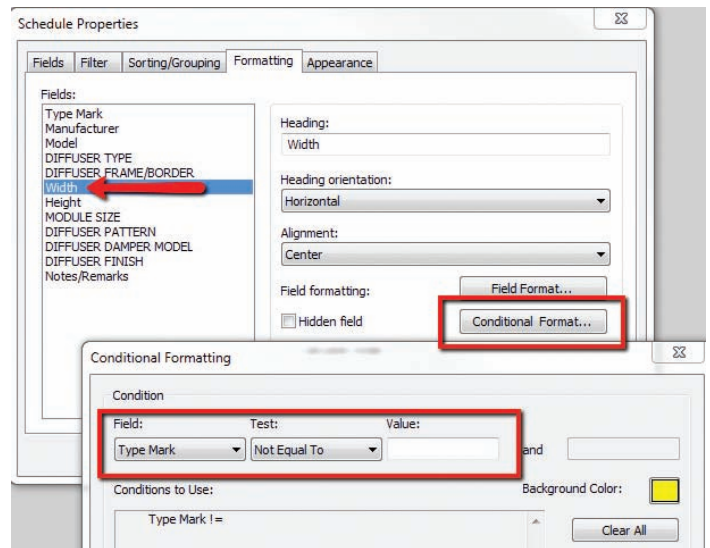 Schedule Properties
Fields Filter Sorting/Grouping Formatting Appearance
Fields:
Type Mark
Manufacturer
Model
DIFFUSER TYPE
DIFFUSER FRAME/BORDER
Width
Height
MODULE SIZE
DIFFUSER PATTERN
DIFFUSER DAMPER MODEL
DIFFUSER FINISH
Notes/Remarks
Heading:
Width
Heading orientation:
Horizontal
Alignment:
Center
Field formatting: Field Format...
Hidden field Conditional Format...
Conditional Formatting
Condition
Field: Test: Value:
Type Mark Not Equal To and
Conditions to Use: Background Color:
Type Mark !=
Clear All